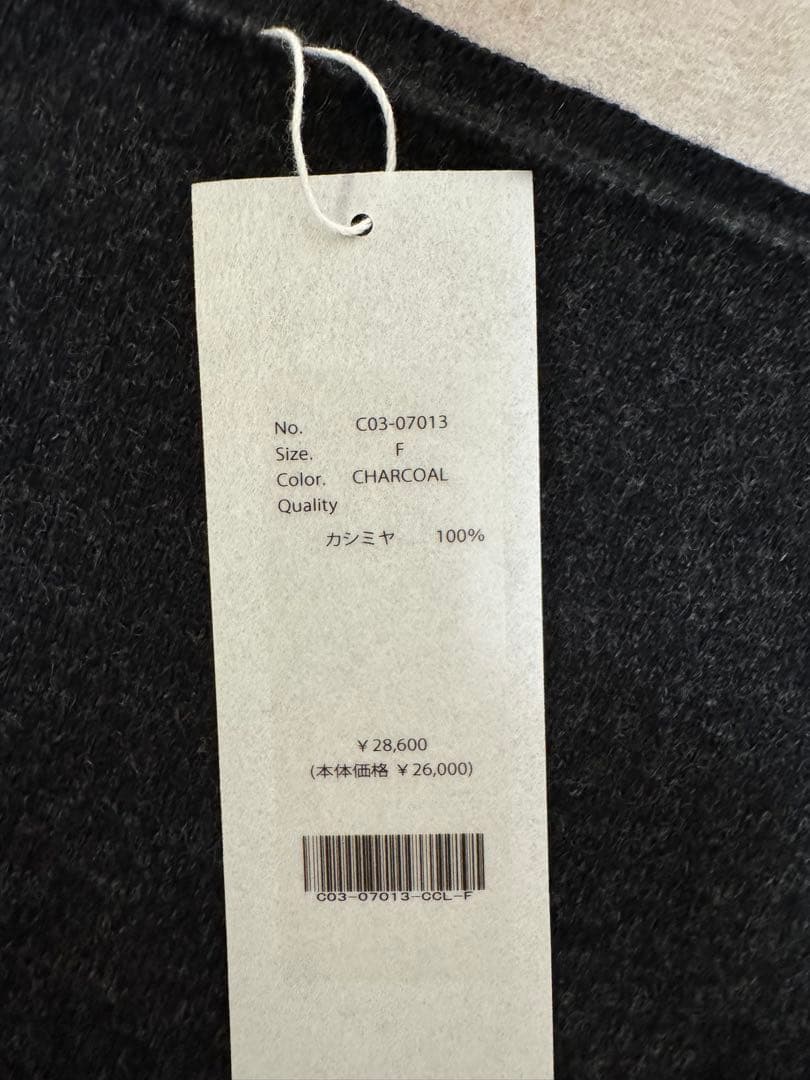 No. C03-07013
Size. F
Color. CHARCOAL
Quality
カシミヤ 100%
¥28,600
(本体価格 ¥26,000)
C03-07013-CCL-F